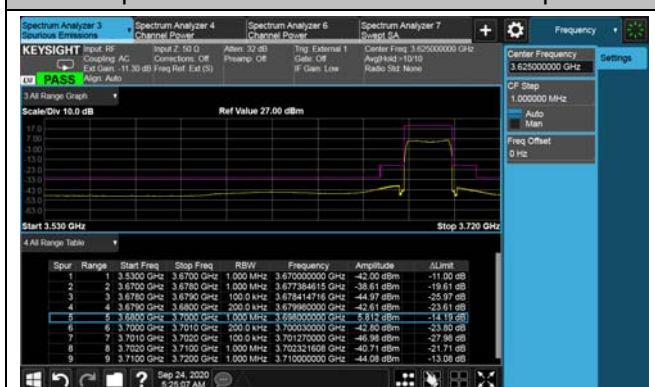 Spectrum Analyzer 3
Spurious Emissions
Spectrum Analyzer 4
Channel Power
Spectrum Analyzer 6
Channel Power
Spectrum Analyzer 7
Swept SA
Frequency
KEYSIGHT
Input: RF
Coupling: AC
Ext Gain: -11.30 dB
Align: Auto
Input Z: 50 Ω
Corrections: Off
Freq Ref: Ext (S)
Atten: 32 dB
Preamp: Off
Trig: External 1
Gate: Off
IF Gain: Low
Center Freq: 3.625000000 GHz
Avg|Hold:>10/10
Radio Std: None
PASS
Center Frequency
3.625000000 GHz
Settings
CF Step
1.000000 MHz
Auto
Man
Freq Offset
0 Hz
3 All Range Graph
Scale/Div 10.0 dB
Ref Value 27.00 dBm
17.0
7.00
-3.00
-13.0
-23.0
-33.0
-43.0
-53.0
-63.0
Start 3.530 GHz
Stop 3.720 GHz
4 All Range Table
Spur Range Start Freq Stop Freq RBW Frequency Amplitude ΔLimit
1 1 3.5300 GHz 3.6700 GHz 1.000 MHz 3.670000000 GHz -42.00 dBm -11.00 dB
2 2 3.6700 GHz 3.6780 GHz 1.000 MHz 3.677384615 GHz -38.61 dBm -19.61 dB
3 3 3.6780 GHz 3.6790 GHz 100.0 kHz 3.678414716 GHz -44.97 dBm -25.97 dB
4 4 3.6790 GHz 3.6800 GHz 200.0 kHz 3.679980000 GHz -42.61 dBm -23.61 dB
5 5 3.6800 GHz 3.7000 GHz 1.000 MHz 3.698000000 GHz 5.812 dBm -14.19 dB
6 6 3.7000 GHz 3.7010 GHz 200.0 kHz 3.700030000 GHz -42.80 dBm -23.80 dB
7 7 3.7010 GHz 3.7020 GHz 100.0 kHz 3.701270000 GHz -46.98 dBm -27.98 dB
8 8 3.7020 GHz 3.7100 GHz 1.000 MHz 3.702321608 GHz -40.71 dBm -21.71 dB
9 9 3.7100 GHz 3.7200 GHz 1.000 MHz 3.710000000 GHz -44.08 dBm -13.08 dB
Sep 24, 2020
5:25:07 AM